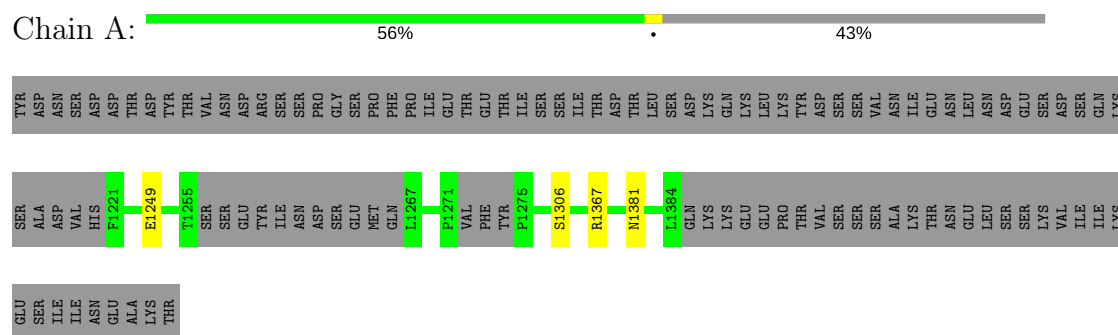 Chain A:
56% • 43%
TYR ASP ASN SER ASP ASP THR ASP TYR THR VAL ASN ASP ARG SER SER PRO GLY SER PRO PHE PRO ILE GLU THR GLU THR ILE SER SER ILE THR ASP THR LEU SER ASP LYS GLN LYS LEU LYS TYR ASP SER SER VAL ASN ILE GLU ASN LEU ASN ASP GLU SER ASP SER GLN LYS
SER ALA ASP VAL HIS F1221 E1249 T1255 SER SER GLU TYR ILE ASN ASP SER GLU MET GLN L1267 P1271 VAL PHE TYR P1275 S1306 R1367 N1381 L1384 GLN LYS LYS GLU GLU PRO THR VAL SER SER SER ALA LYS THR ASN GLU LEU SER SER LYS VAL ILE ILE LYS
GLU SER ILE ILE ASN GLU ALA LYS THR